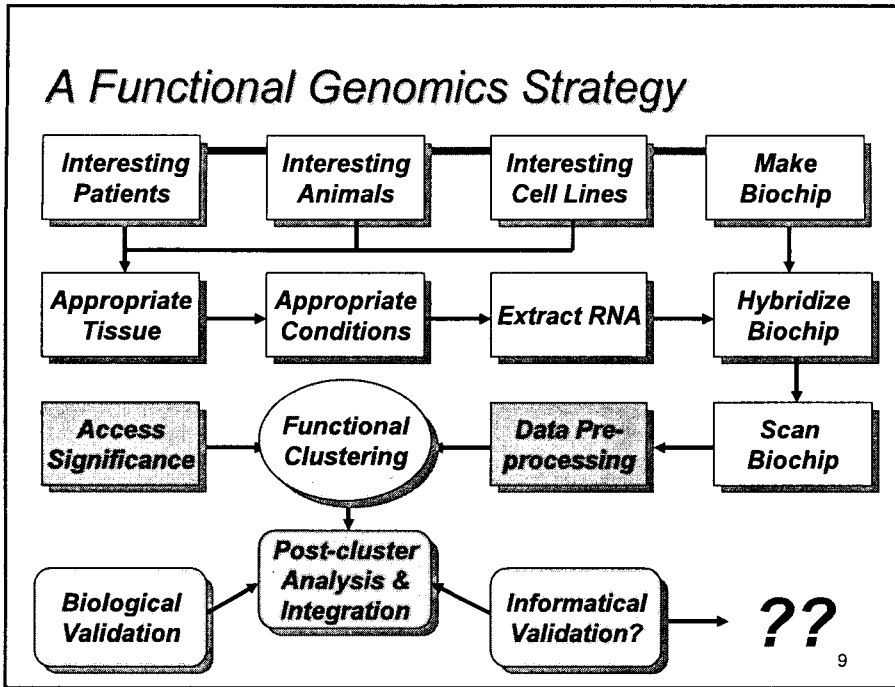 A Functional Genomics Strategy
Interesting
Patients
Interesting
Animals
Interesting
Cell Lines
Make
Biochip
Appropriate
Tissue
Appropriate
Conditions
Extract RNA
Hybridize
Biochip
Access
Significance
Functional
Clustering
Data Pre-
processing
Scan
Biochip
Biological
Validation
Post-cluster
Analysis &
Integration
Informatical
Validation?
??
9